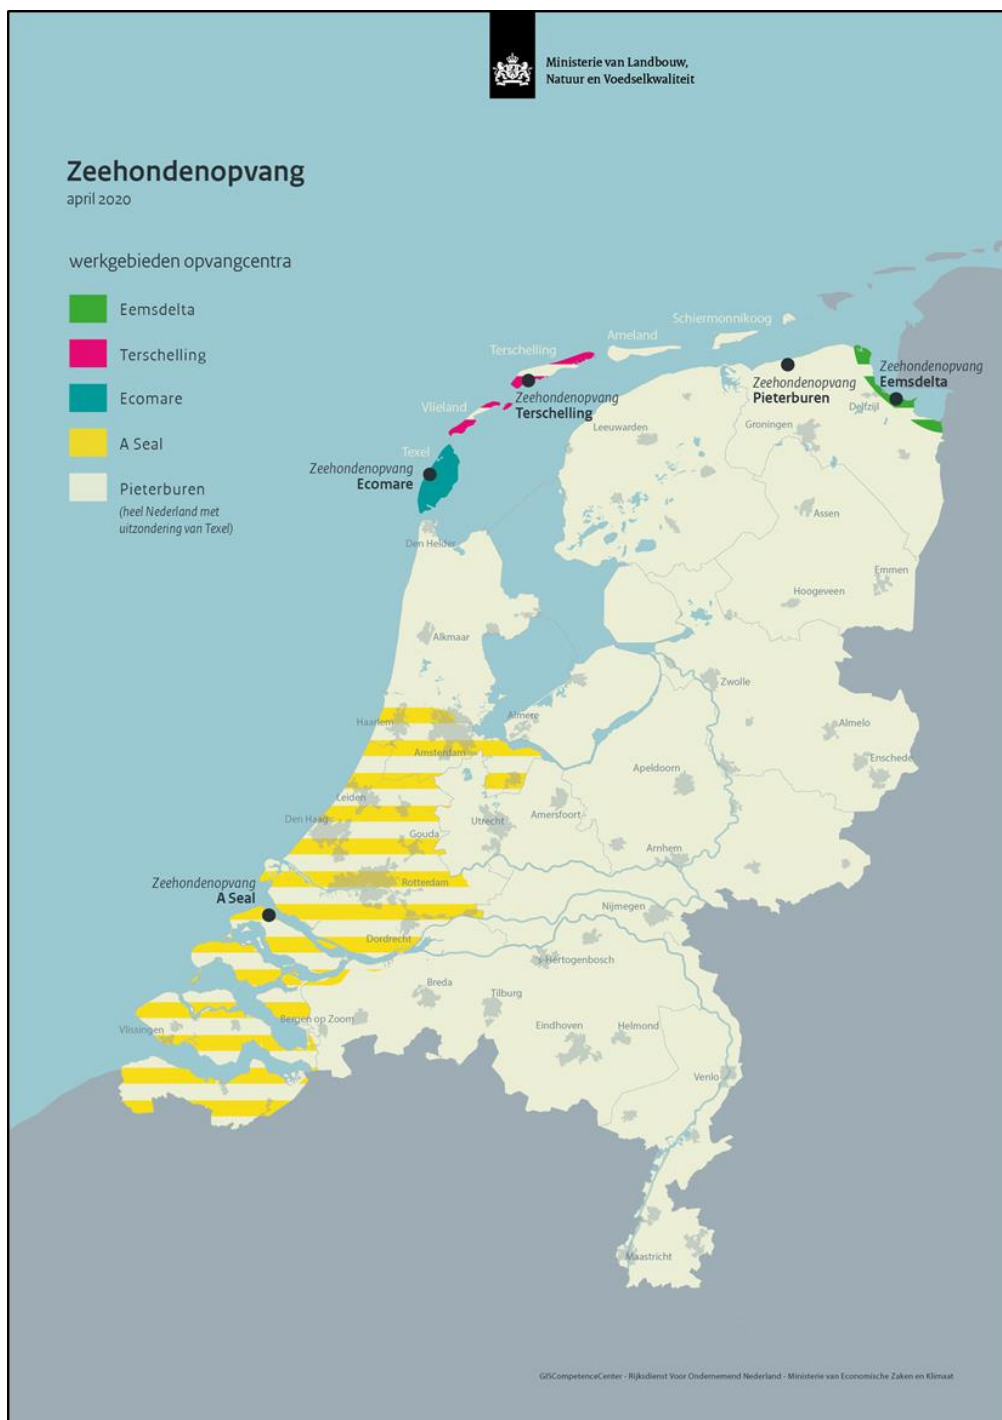 Ministerie van Landbouw,
Natuur en Voedselkwaliteit
Zeehondenopvang
april 2020
werkgebieden opvangcentra
Eemsdelta
Terschelling
Ecomare
A Seal
Pieterburen
(heel Nederland met
uitzondering van Texel)
Schiermonnikoog
Ameland
Terschelling
Zeehondenopvang
Terschelling
Zeehondenopvang
Pieterburen
Zeehondenopvang
Eemsdelta
Delfzijl
Vlieland
Leeuwarden
Groningen
Texel
Zeehondenopvang
Ecomare
Assen
Den Helder
Emmen
Hoogeveen
Alkmaar
Zwolle
Haarlem
Almere
Almelo
Amsterdam
Enschede
Apeldoorn
Leiden
Amersfoort
Den Haag
Utrecht
Gouda
Arnhem
Zeehondenopvang
A Seal
Rotterdam
Nijmegen
Dordrecht
's-Hertogenbosch
Breda
Tilburg
Bergen op Zoom
Vlissingen
Eindhoven
Helmond
Venlo
Maastricht
GISCompetenceCenter - Rijksdienst Voor Ondernemend Nederland - Ministerie van Economische Zaken en Klimaat